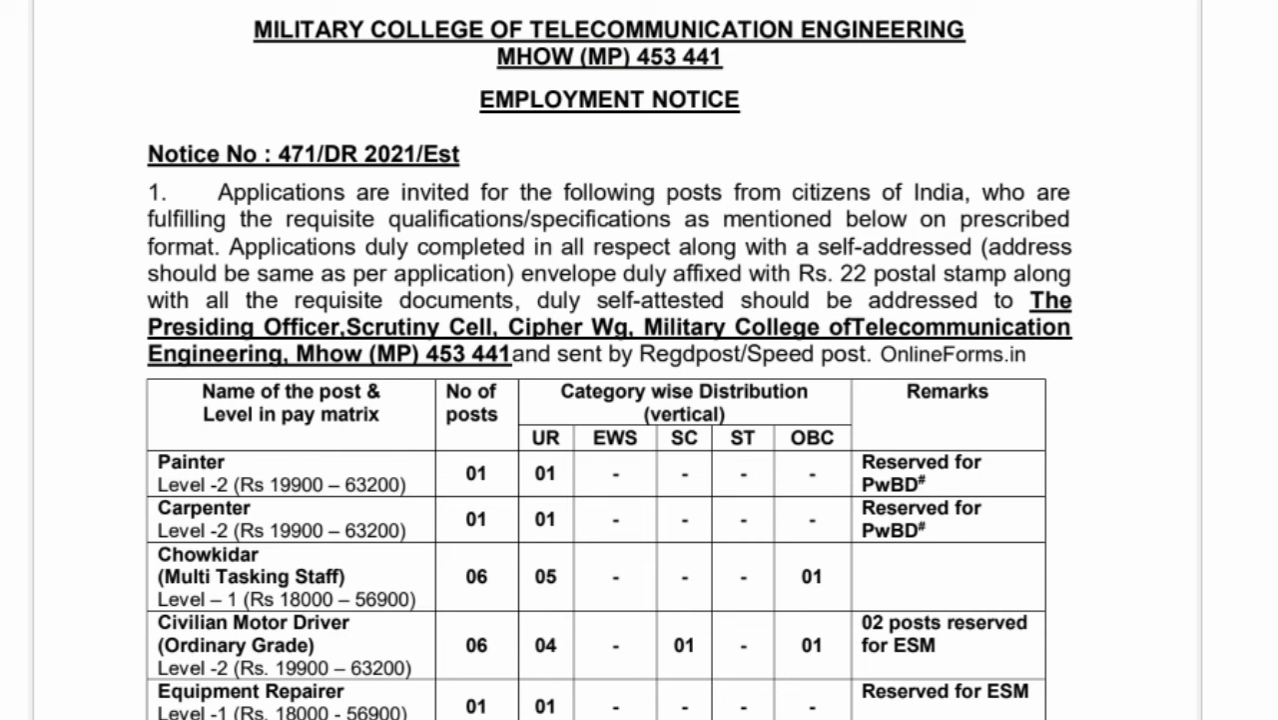 MILITARY COLLEGE OF TELECOMMUNICATION ENGINEERING
MHOW (MP) 453 441
EMPLOYMENT NOTICE
Notice No : 471/DR 2021/Est
1. Applications are invited for the following posts from citizens of India, who are
fulfilling the requisite qualifications/specifications as mentioned below on prescribed
format. Applications duly completed in all respect along with a self-addressed (address
should be same as per application) envelope duly affixed with Rs. 22 postal stamp along
with all the requisite documents, duly self-attested should be addressed to The
Presiding Officer,Scrutiny Cell, Cipher Wg, Military College ofTelecommunication
Engineering, Mhow (MP) 453 441and sent by Regdpost/Speed post. OnlineForms.in
Name of the post & No of Category wise Distribution Remarks
Level in pay matrix posts (vertical)
UR EWS SC ST OBC
Painter Reserved for
Level -2 (Rs 19900 – 63200) 01 01 - - - - PwBD#
Carpenter Reserved for
Level -2 (Rs 19900 – 63200) 01 01 - - - - PwBD#
Chowkidar
(Multi Tasking Staff) 06 05 - - - 01
Level – 1 (Rs 18000 – 56900)
Civilian Motor Driver 02 posts reserved
(Ordinary Grade) 06 04 - 01 - 01 for ESM
Level -2 (Rs. 19900 – 63200)
Equipment Repairer Reserved for ESM
Level -1 (Rs. 18000 - 56900) 01 01 - - - -